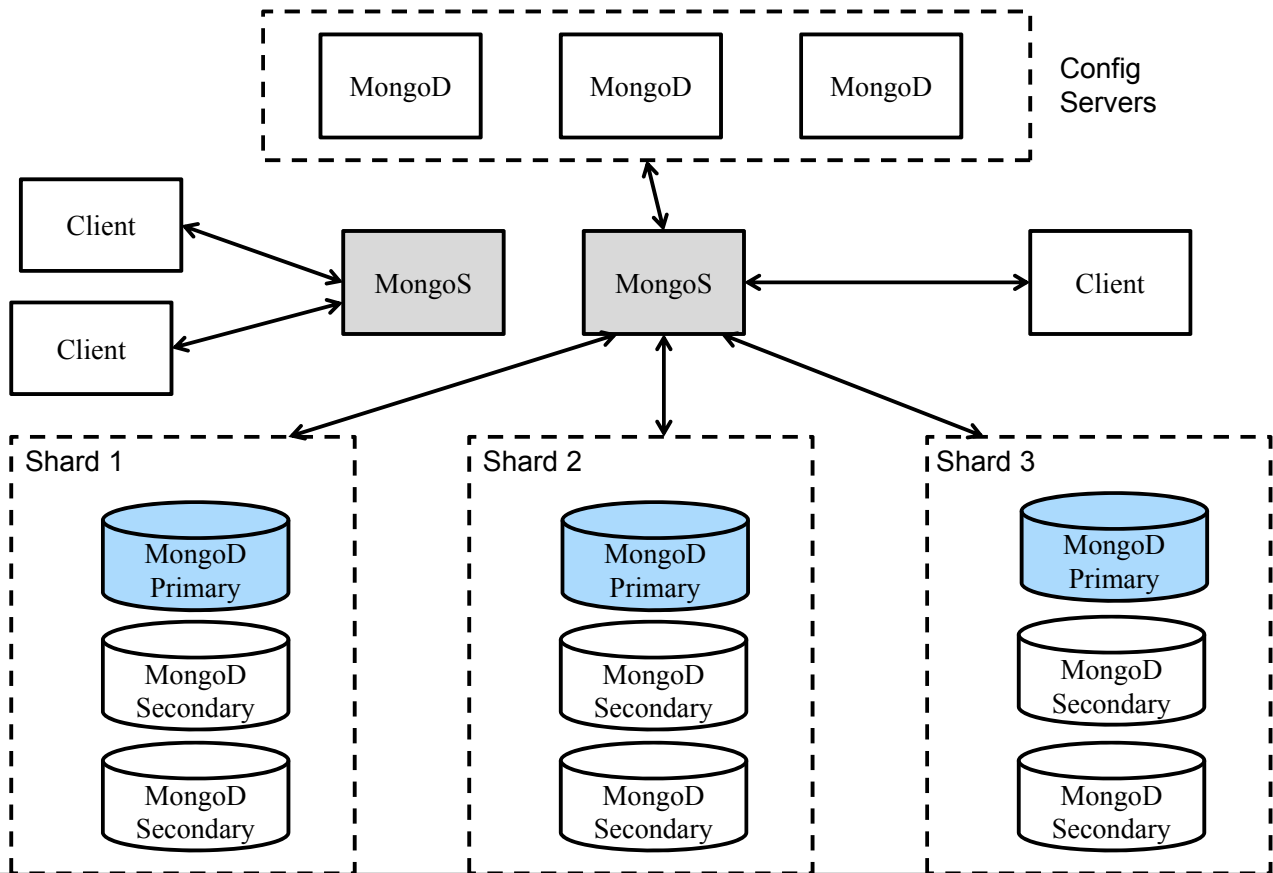 MongoD
MongoD
MongoD
Config
Servers
Client
Client
MongoS
MongoS
Client
Shard 1
MongoD
Primary
MongoD
Secondary
MongoD
Secondary
Shard 2
MongoD
Primary
MongoD
Secondary
MongoD
Secondary
Shard 3
MongoD
Primary
MongoD
Secondary
MongoD
Secondary